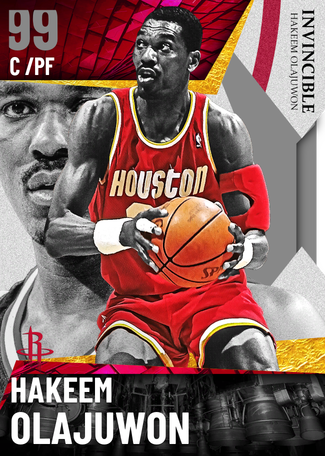 99
C /PF
INVINCIBLE
HAKEEM OLAJUWON
HOUSTON
HAKEEM
OLAJUWON